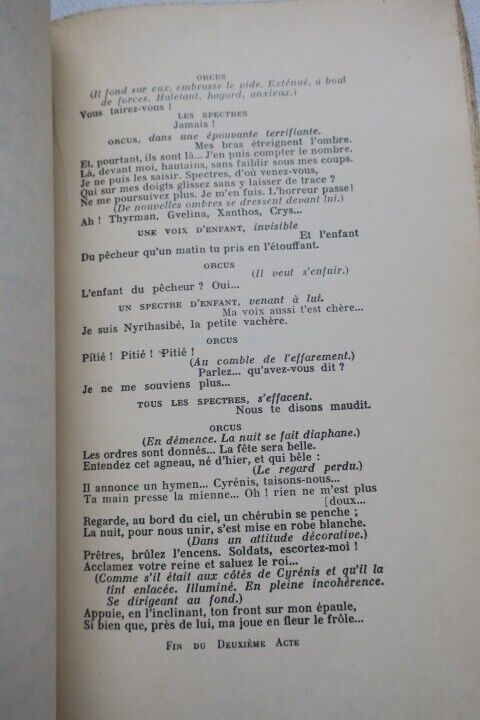 ORCUS
(Il fond sur eux, embrasse le vide. Exténué, à bout
de forces. Haletant, hagard, anxieux.)
Vous tairez-vous !
LES SPECTRES
Jamais !
ORCUS, dans une épouvante terrifiante.
Mes bras étreignent l'ombre.
Et, pourtant, ils sont là... J'en puis compter le nombre.
Là, devant moi, hautains, sans faiblir sous mes coups.
Je ne puis les saisir. Spectres, d'où venez-vous,
Qui sur mes doigts glissez sans y laisser de trace ?
Ne me poursuivez plus. Je m'en fuis. L'horreur passe !
(De nouvelles ombres se dressent devant lui.)
Ah ! Thyrman, Gvelina, Xanthos, Crys...
UNE VOIX D'ENFANT, invisible
Et l'enfant
Du pêcheur qu'un matin tu pris en l'étouffant.
ORCUS
(Il veut s'enfuir.)
L'enfant du pêcheur ? Oui...
UN SPECTRE D'ENFANT, venant à lui.
Ma voix aussi t'est chère...
Je suis Nyrthasibé, la petite vachère.
ORCUS
Pitié ! Pitié ! Pitié !
(Au comble de l'effarement.)
Parlez... qu'avez-vous dit ?
Je ne me souviens plus...
TOUS LES SPECTRES, s'effacent.
Nous te disons maudit.
ORCUS
(En démence. La nuit se fait diaphane.)
Les ordres sont donnés... La fête sera belle.
Entendez cet agneau, né d'hier, et qui bêle :
(Le regard perdu.)
Il annonce un hymen... Cyrénis, taisons-nous...
Ta main presse la mienne... Oh ! rien ne m'est plus
[doux...
Regarde, au bord du ciel, un chérubin se penche ;
La nuit, pour nous unir, s'est mise en robe blanche.
(Dans un attitude décorative.)
Prêtres, brûlez l'encens. Soldats, escortez-moi !
Acclamez votre reine et saluez le roi...
(Comme s'il était aux côtés de Cyrénis et qu'il la
tint enlacée. Illuminé. En pleine incohérence.
Se dirigeant au fond.)
Appuie, en l'inclinant, ton front sur mon épaule,
Si bien que, près de lui, ma joue en fleur le frôle...
FIN DU DEUXIÈME ACTE